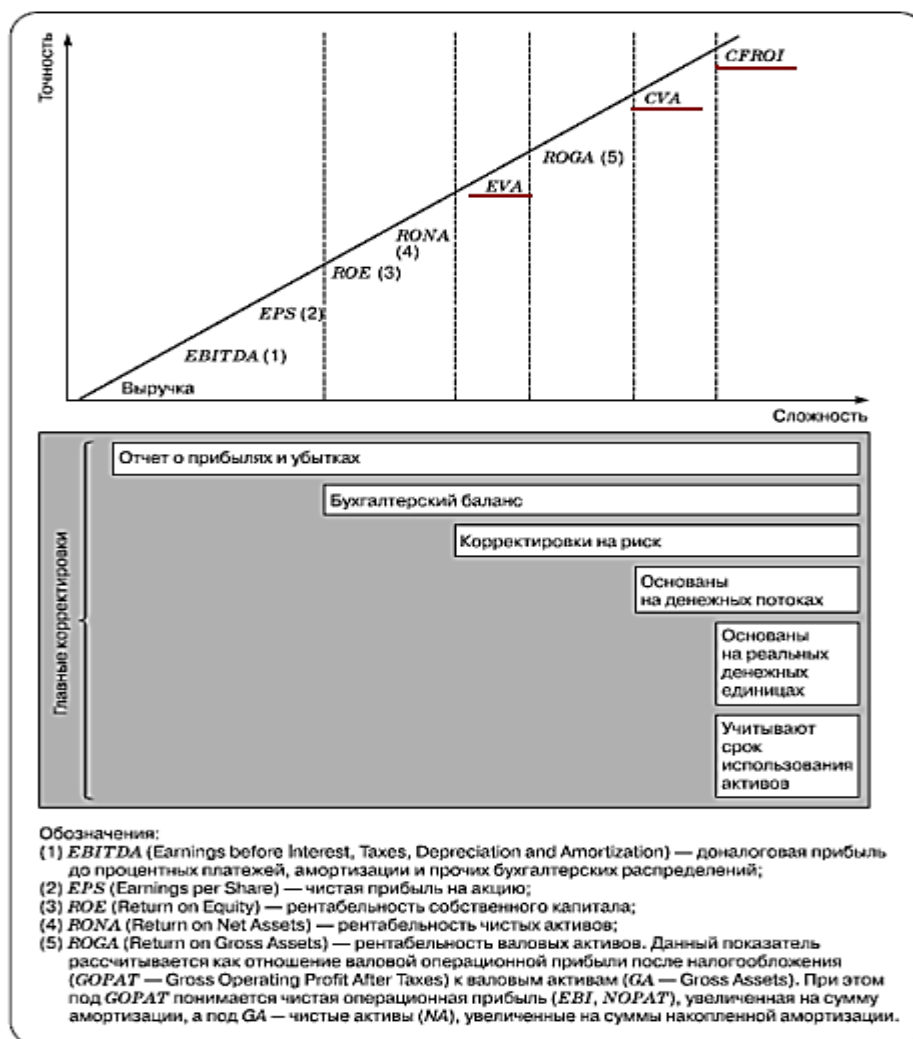 Точность
CFROI
CVA
ROGA (5)
EVA
RONA
(4)
ROE (3)
EPS (2)
EBITDA (1)
Выручка
Сложность
Главные корректировки
Отчет о прибылях и убытках
Бухгалтерский баланс
Корректировки на риск
Основаны
на денежных потоках
Основаны
на реальных
денежных
единицах
Учитывают
срок
использования
активов
Обозначения:
(1) EBITDA (Earnings before Interest, Taxes, Depreciation and Amortization) — доналоговая прибыль
до процентных платежей, амортизации и прочих бухгалтерских распределений;
(2) EPS (Earnings per Share) — чистая прибыль на акцию;
(3) ROE (Return on Equity) — рентабельность собственного капитала;
(4) RONA (Return on Net Assets) — рентабельность чистых активов;
(5) ROGA (Return on Gross Assets) — рентабельность валовых активов. Данный показатель
рассчитывается как отношение валовой операционной прибыли после налогообложения
(GOPAT — Gross Operating Profit After Taxes) к валовым активам (GA — Gross Assets). При этом
под GOPAT понимается чистая операционная прибыль (EBI, NOPAT), увеличенная на сумму
амортизации, а под GA — чистые активы (NA), увеличенные на суммы накопленной амортизации.